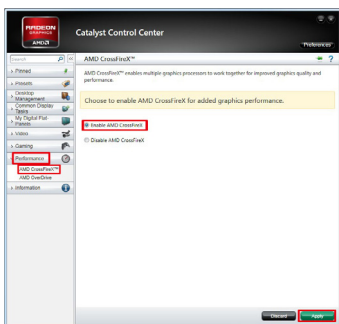 RADEON
GRAPHICS
AMD
Catalyst Control Center
Preferences
Search
AMD CrossFireX™
Pinned
Presets
Desktop
Management
Common Display
Tasks
My Digital Flat-
Panels
Video
Gaming
Performance
AMD CrossFireX™
AMD OverDrive
Information
AMD CrossFireX™ enables multiple graphics processors to work together for improved graphics quality and
performance.
Choose to enable AMD CrossFireX for added graphics performance.
Enable AMD CrossFireX
Disable AMD CrossFireX
Discard
Apply